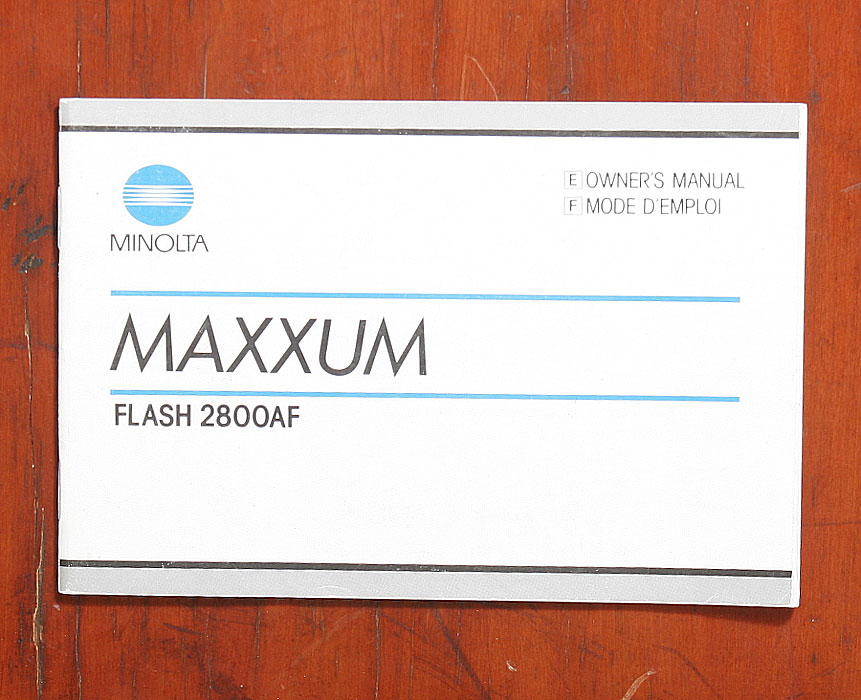 E OWNER'S MANUAL
F MODE D'EMPLOI
MINOLTA
MAXXUM
FLASH 2800AF